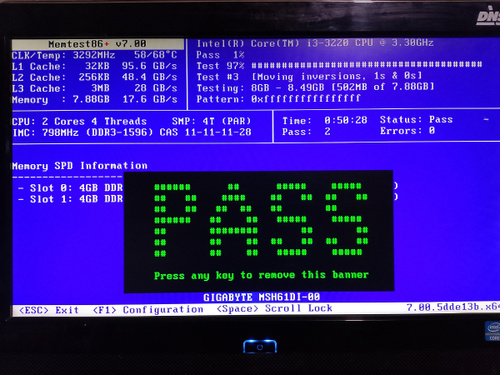 DNS
Memtest86+ v7.00
Intel(R) Core(TM) i3-3220 CPU @ 3.30GHz
CLK/Temp: 3292MHz 58/68°C
Pass 1%
L1 Cache: 32KB 95.6 GB/s
Test 97% ########################################
L2 Cache: 256KB 48.4 GB/s
Test #3 [Moving inversions, 1s & 0s]
L3 Cache: 3MB 28 GB/s
Testing: 8GB - 8.49GB [502MB of 7.88GB]
Memory : 7.88GB 17.6 GB/s
Pattern: 0xffffffffffffffff
CPU: 2 Cores 4 Threads SMP: 4T (PAR)
Time: 0:50:28 Status: Pass ~
IMC: 798MHz (DDR3-1596) CAS 11-11-11-28
Pass: 2 Errors: 0
Memory SPD Information
- Slot 0: 4GB DDR
- Slot 1: 4GB DDR
PASS
Press any key to remove this banner
GIGABYTE MSH61DI-00
<ESC> Exit <F1> Configuration <Space> Scroll Lock 7.00.5dde13b.x64
intel